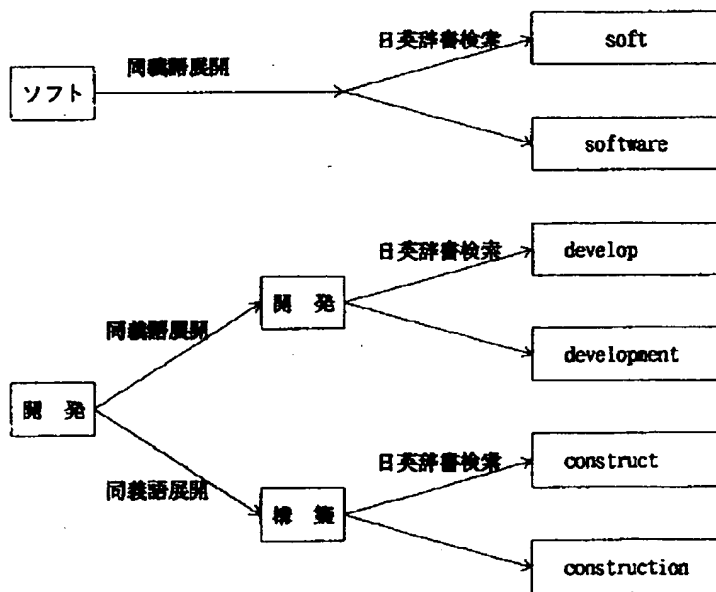 日英辞書検索
soft
同義語展開
ソフト
software
日英辞書検索
develop
開 発
同義語展開
development
開 発
日英辞書検索
construct
同義語展開
構 築
construction